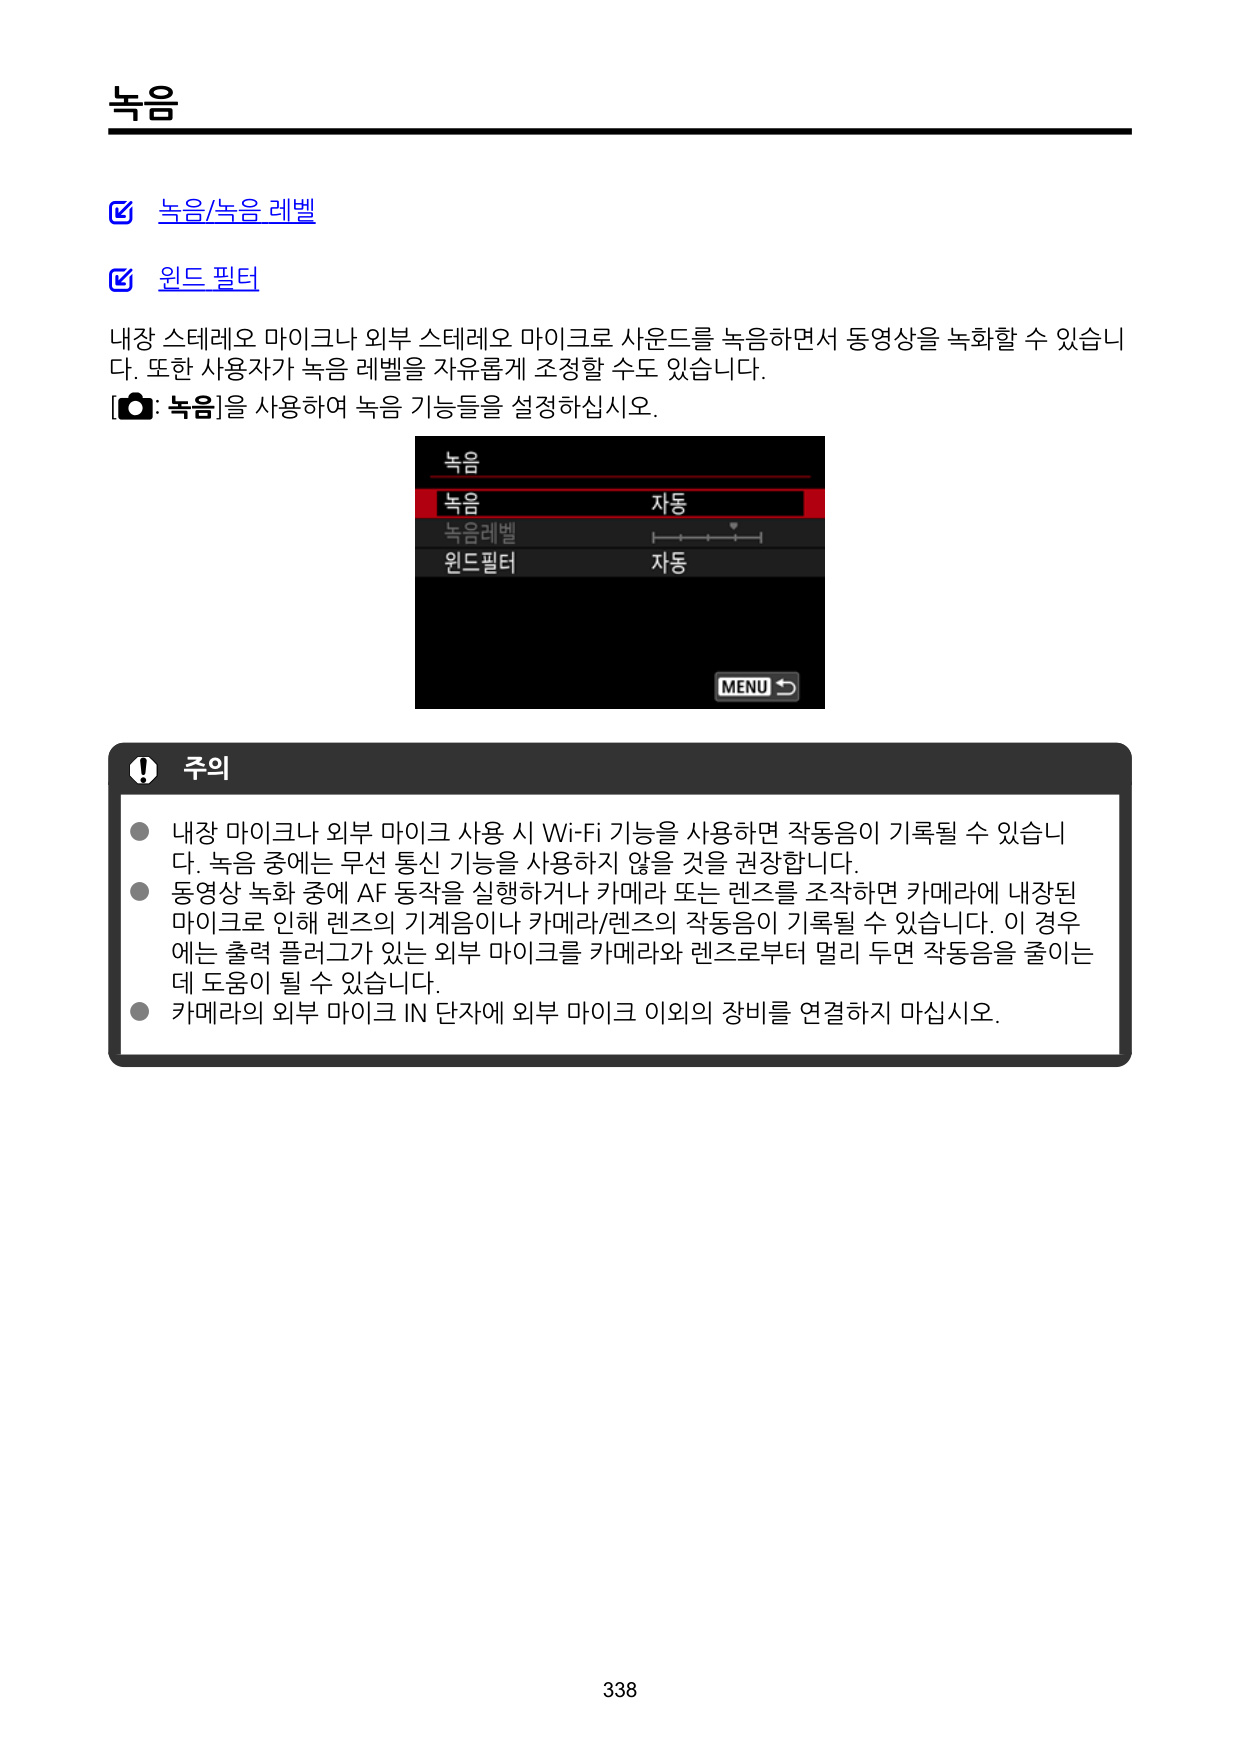 녹음
녹음/녹음 레벨
윈드 필터
내장 스테레오 마이크나 외부 스테레오 마이크로 사운드를 녹음하면서 동영상을 녹화할 수 있습니
다. 또한 사용자가 녹음 레벨을 자유롭게 조정할 수도 있습니다.
[: 녹음]을 사용하여 녹음 기능들을 설정하십시오.
녹음
녹음 자동
녹음레벨
윈드필터 자동
MENU
주의
내장 마이크나 외부 마이크 사용 시 Wi-Fi 기능을 사용하면 작동음이 기록될 수 있습니
다. 녹음 중에는 무선 통신 기능을 사용하지 않을 것을 권장합니다.
동영상 녹화 중에 AF 동작을 실행하거나 카메라 또는 렌즈를 조작하면 카메라에 내장된
마이크로 인해 렌즈의 기계음이나 카메라/렌즈의 작동음이 기록될 수 있습니다. 이 경우
에는 출력 플러그가 있는 외부 마이크를 카메라와 렌즈로부터 멀리 두면 작동음을 줄이는
데 도움이 될 수 있습니다.
카메라의 외부 마이크 IN 단자에 외부 마이크 이외의 장비를 연결하지 마십시오.
338